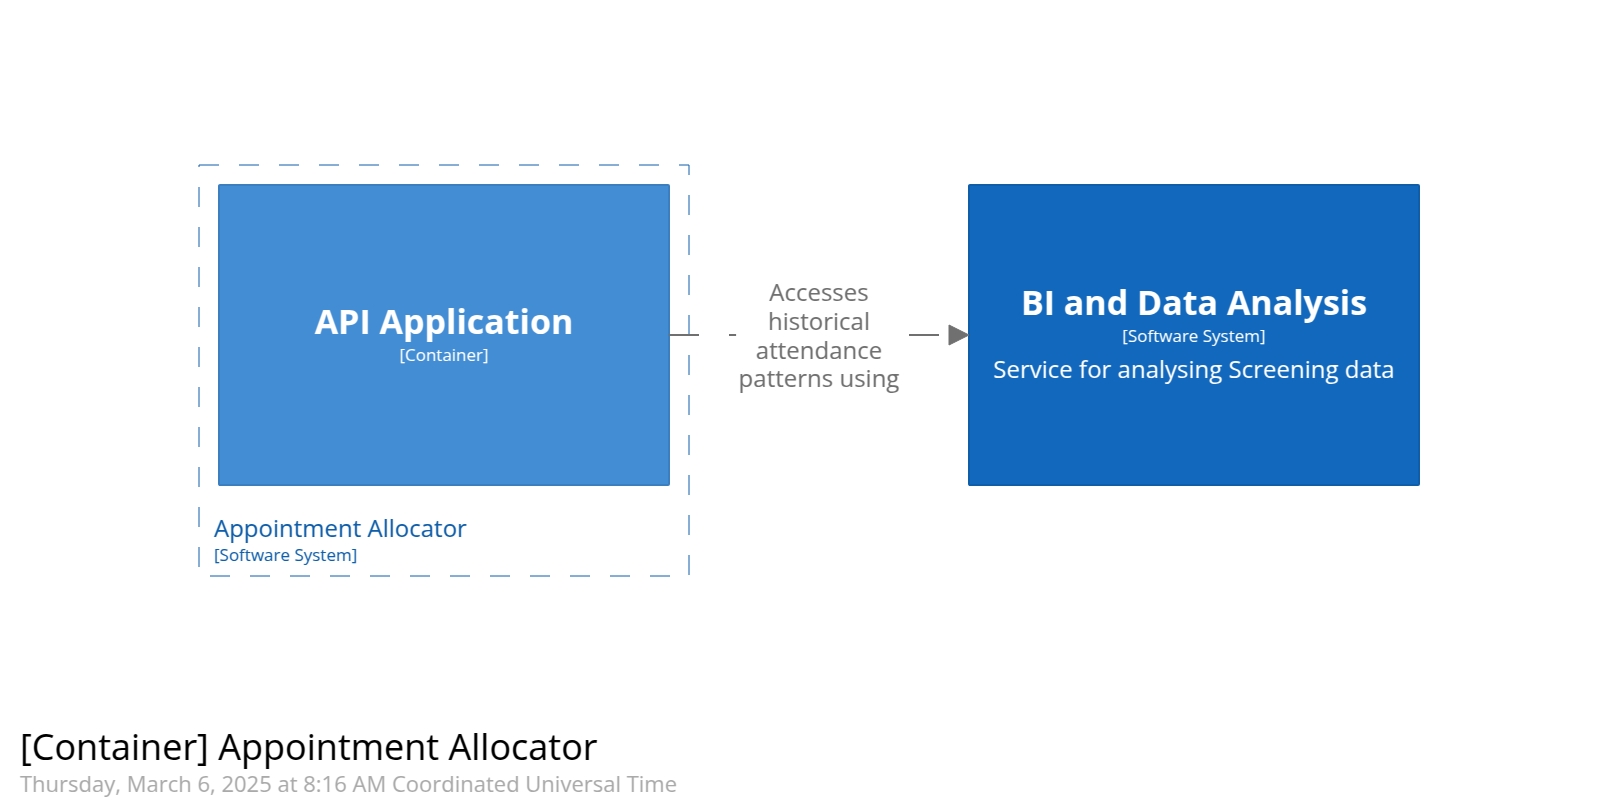 API Application
[Container]
Appointment Allocator
[Software System]
Accesses
historical
attendance
patterns using
BI and Data Analysis
[Software System]
Service for analysing Screening data
[Container] Appointment Allocator
Thursday, March 6, 2025 at 8:16 AM Coordinated Universal Time